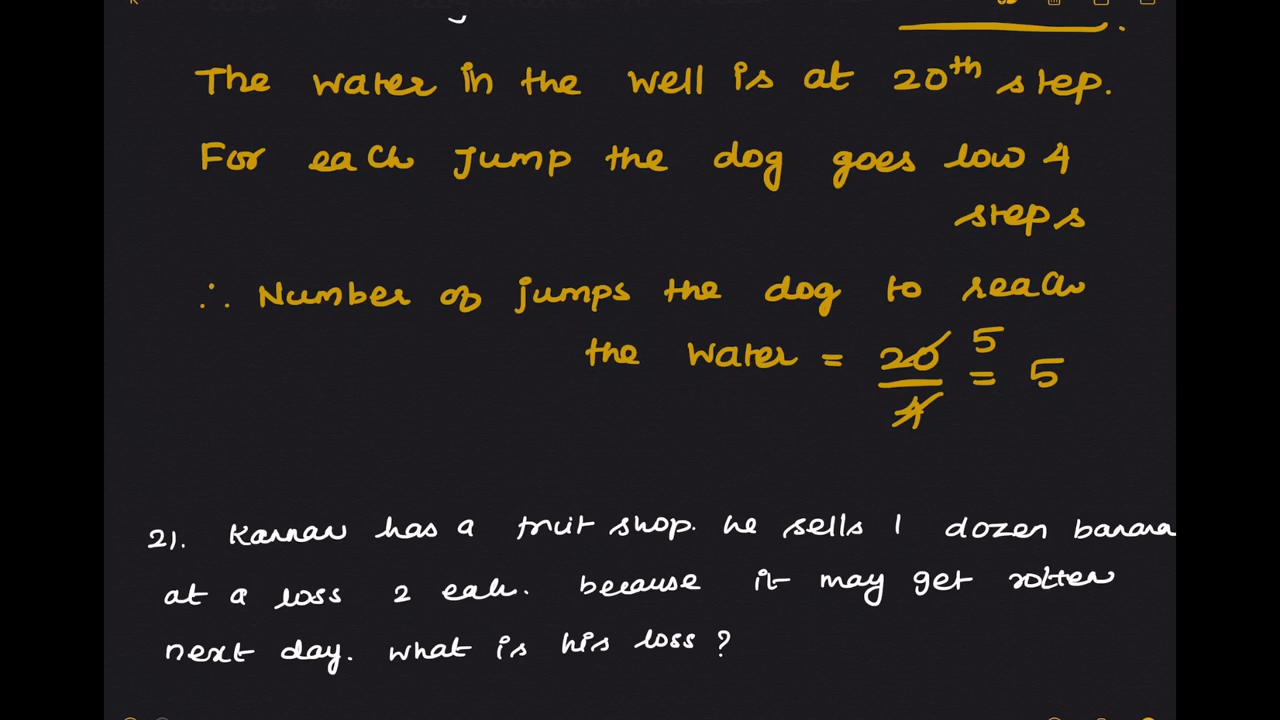 The water in the well is at 20th step.
For each jump the dog goes low 4
steps
∴ Number of jumps the dog to reach
the water = 20/4 5 = 5
21. Kannan has a fruit shop. he sells 1 dozen banana
at a loss 2 each. because it may get rotten
next day. what is his loss?